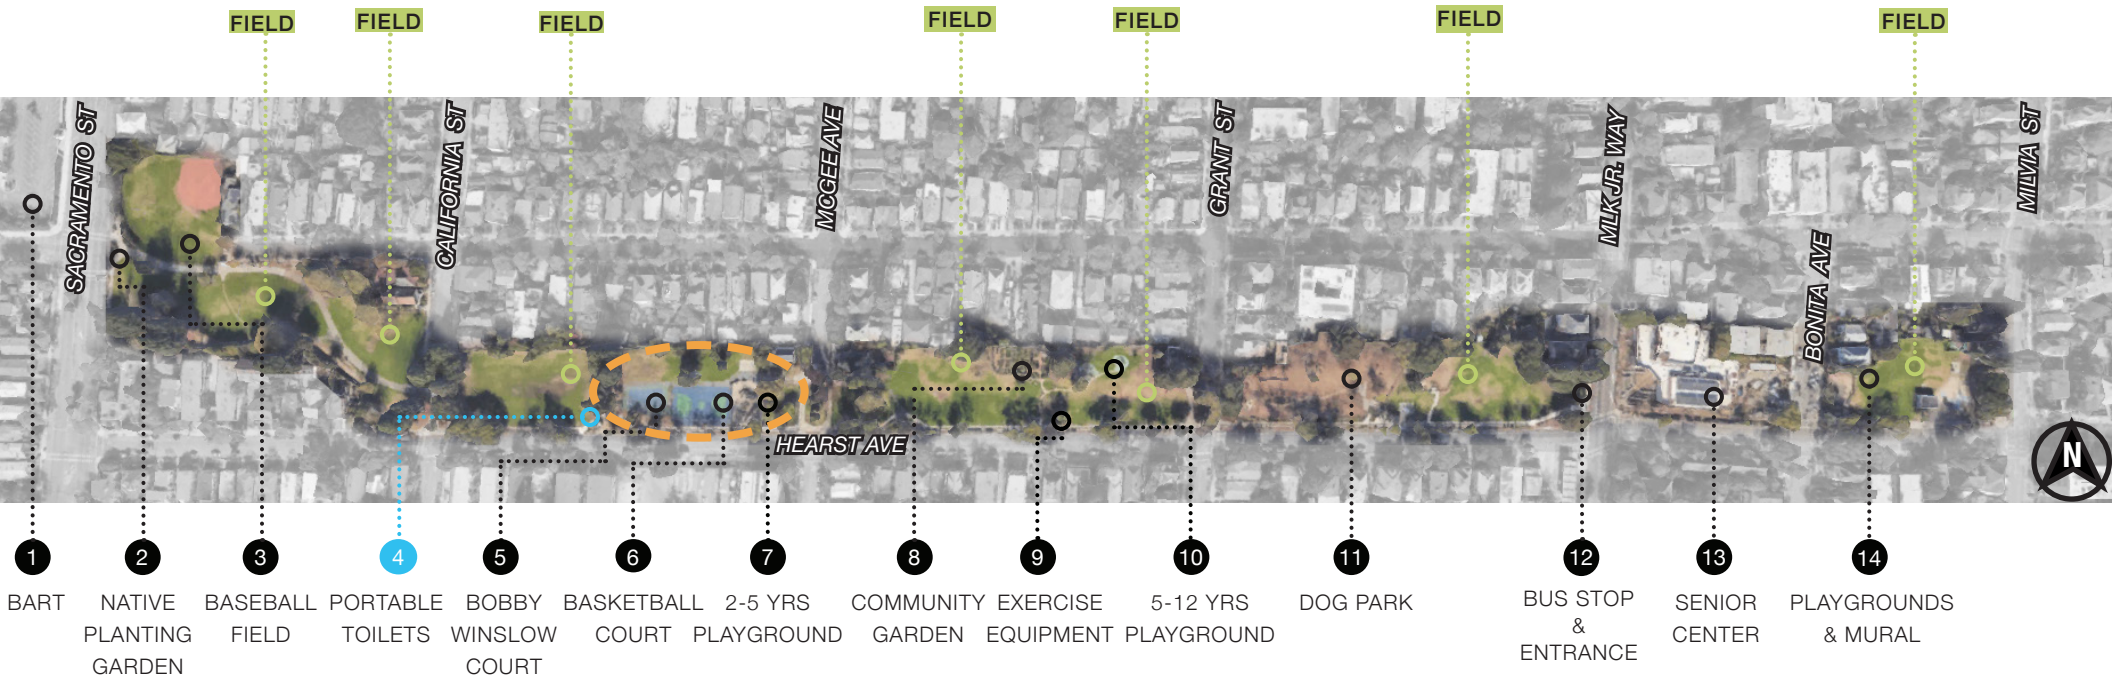 FIELD
FIELD
FIELD
FIELD
FIELD
FIELD
FIELD
SACRAMENTO ST
CALIFORNIA ST
MCGEE AVE
GRANT ST
MLK JR. WAY
BONITA AVE
MILVIA ST
HEARST AVE
N
1
BART
2
NATIVE
PLANTING
GARDEN
3
BASEBALL
FIELD
4
PORTABLE
TOILETS
5
BOBBY
WINSLOW
COURT
6
BASKETBALL
COURT
7
2-5 YRS
PLAYGROUND
8
COMMUNITY
GARDEN
9
EXERCISE
EQUIPMENT
10
5-12 YRS
PLAYGROUND
11
DOG PARK
12
BUS STOP
&
ENTRANCE
13
SENIOR
CENTER
14
PLAYGROUNDS
& MURAL